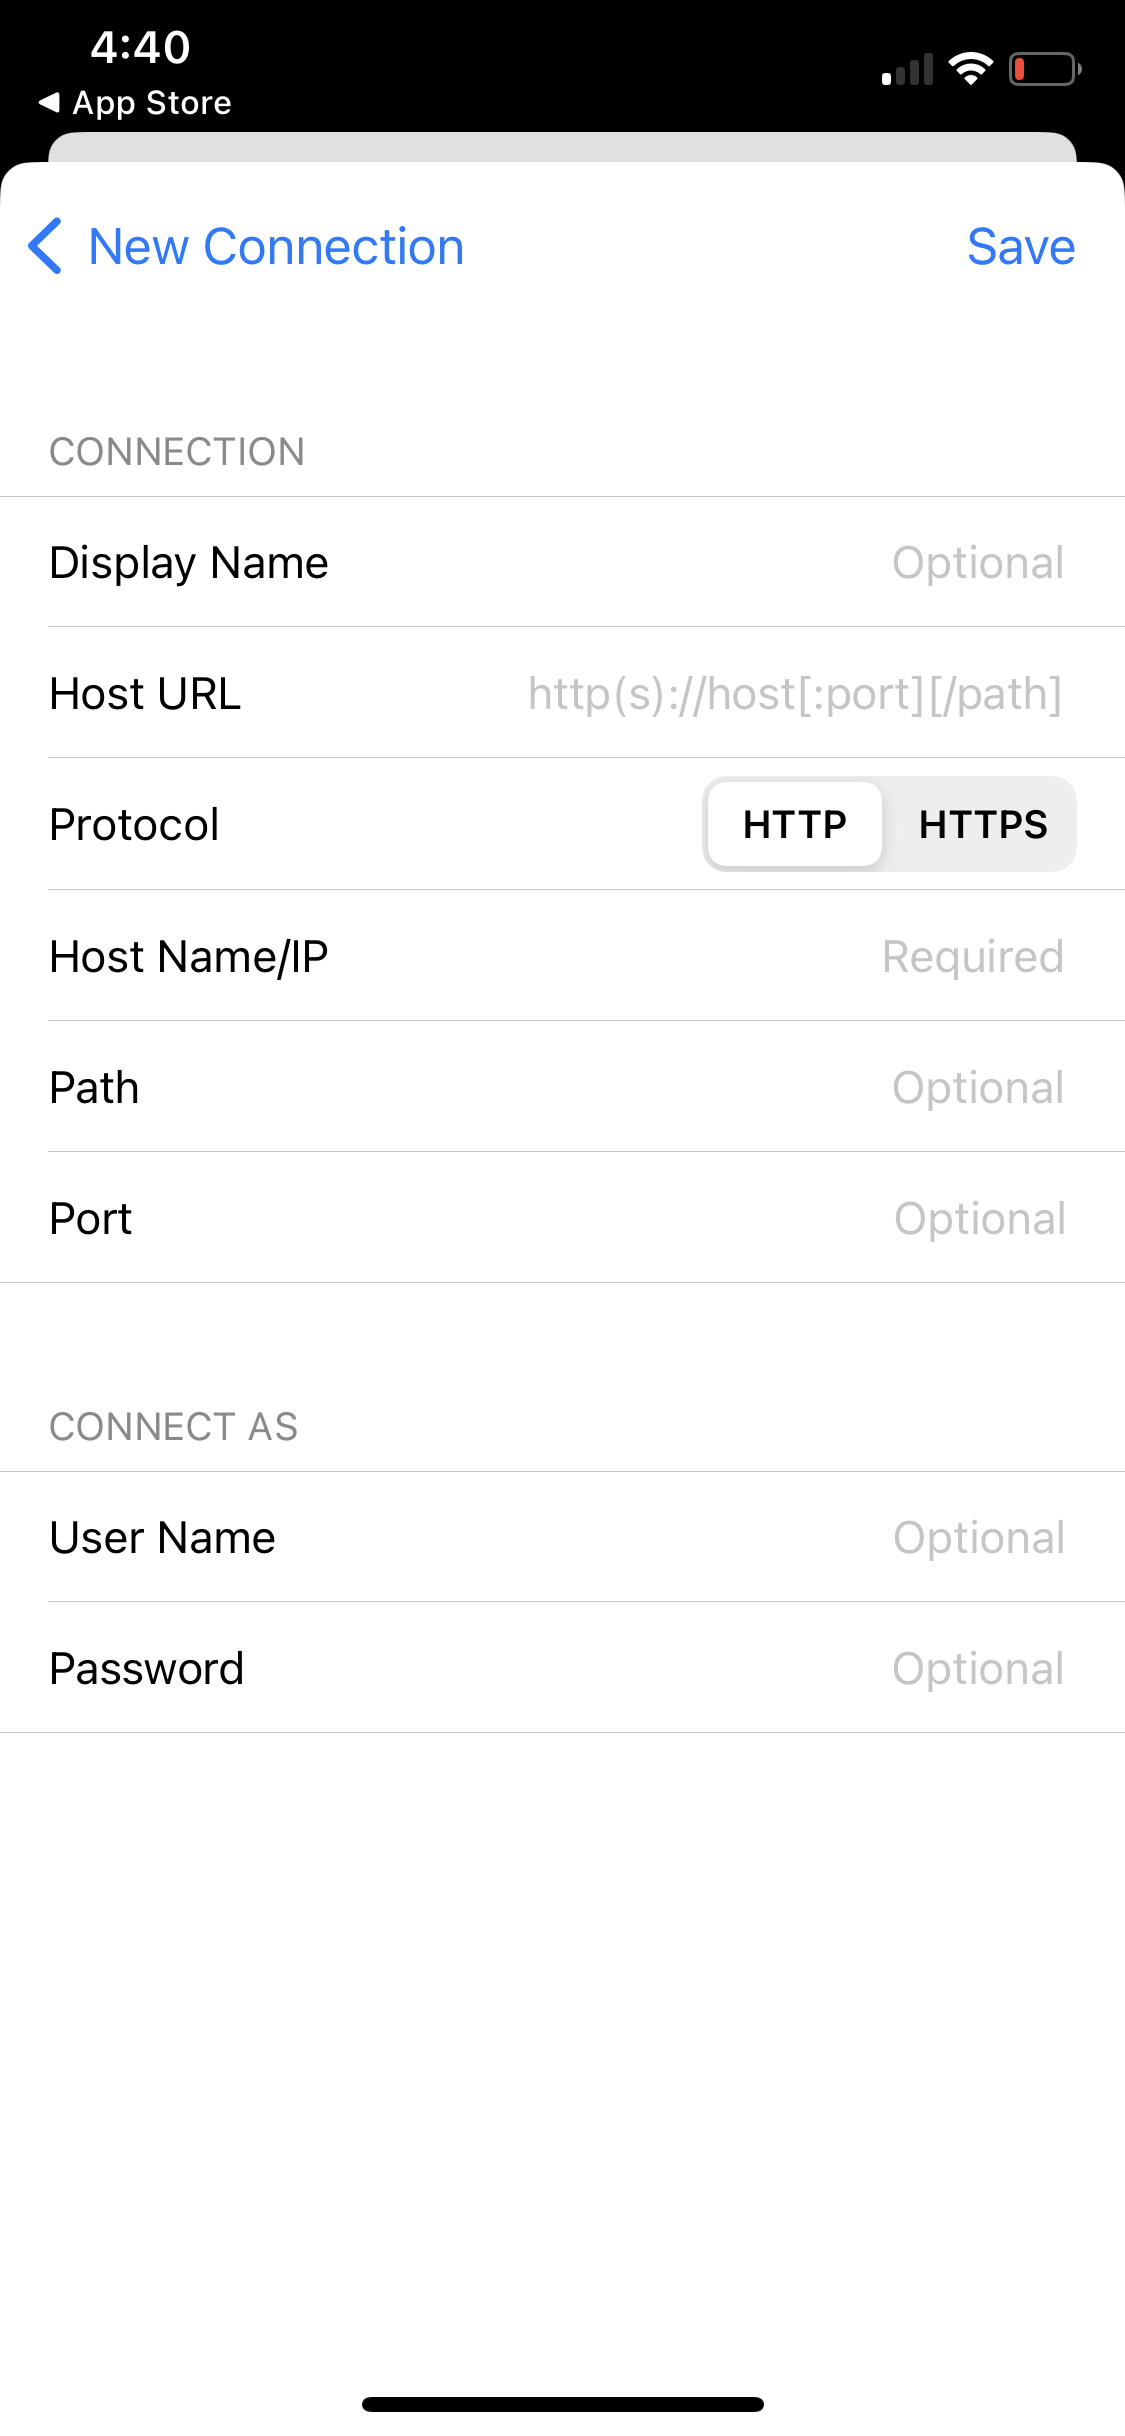 4:40
◀ App Store
New Connection
Save
CONNECTION
Display Name
Optional
Host URL
http(s)://host[:port][/path]
Protocol
HTTP
HTTPS
Host Name/IP
Required
Path
Optional
Port
Optional
CONNECT AS
User Name
Optional
Password
Optional